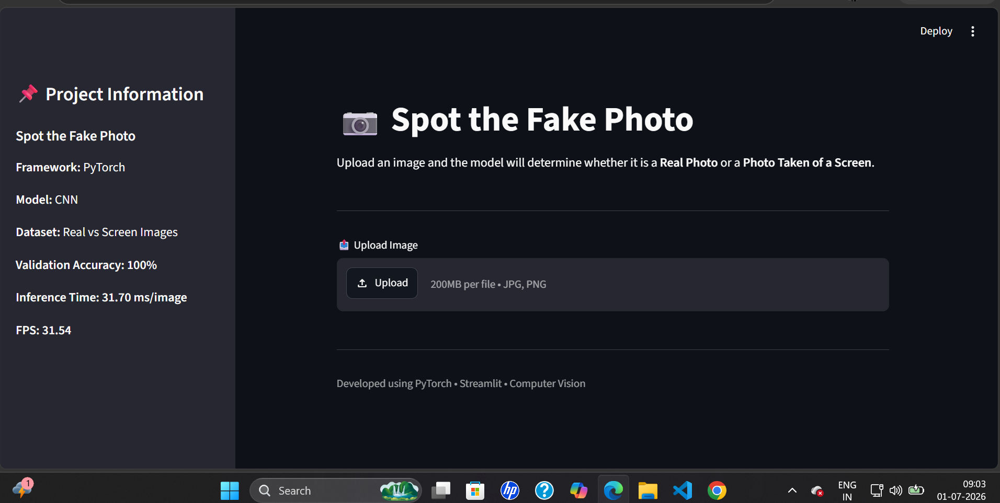 Deploy
Project Information
Spot the Fake Photo
Framework: PyTorch
Model: CNN
Dataset: Real vs Screen Images
Validation Accuracy: 100%
Inference Time: 31.70 ms/image
FPS: 31.54
Spot the Fake Photo
Upload an image and the model will determine whether it is a Real Photo or a Photo Taken of a Screen.
Upload Image
Upload
200MB per file • JPG, PNG
Developed using PyTorch • Streamlit • Computer Vision
1
Search
hp
?
ENG
IN
09:03
01-07-2026